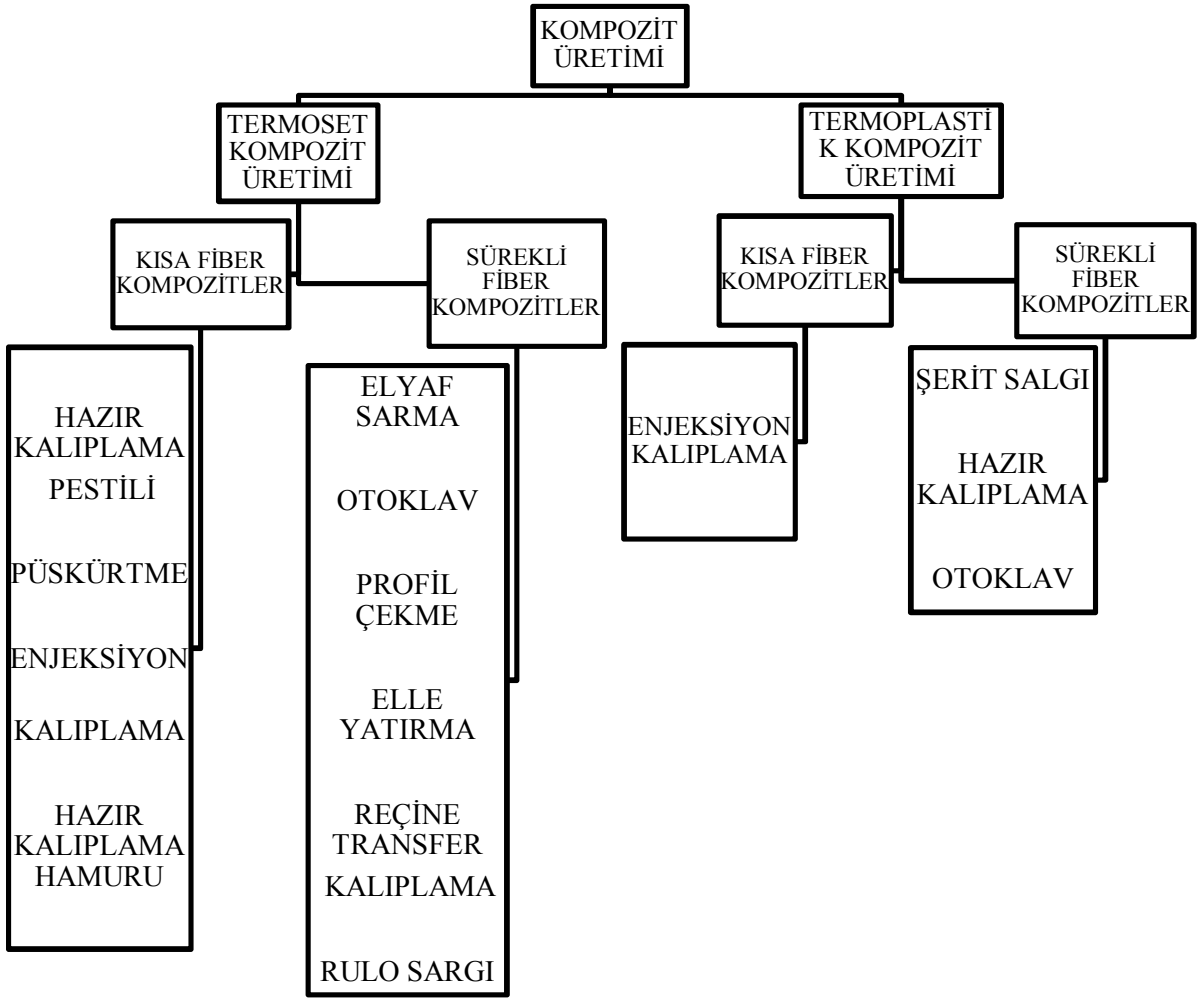 KOMPOZİT
ÜRETİMİ
TERMOSET
KOMPOZİT
ÜRETİMİ
TERMOPLASTİ
K KOMPOZİT
ÜRETİMİ
KISA FİBER
KOMPOZİTLER
SÜREKLİ
FİBER
KOMPOZİTLER
KISA FİBER
KOMPOZİTLER
SÜREKLİ
FİBER
KOMPOZİTLER
HAZIR
KALIPLAMA
PESTİLİ
PÜSKÜRTME
ENJEKSİYON
KALIPLAMA
HAZIR
KALIPLAMA
HAMURU
ELYAF
SARMA
OTOKLAV
PROFİL
ÇEKME
ELLE
YATIRMA
REÇİNE
TRANSFER
KALIPLAMA
RULO SARGI
ENJEKSİYON
KALIPLAMA
ŞERİT SALGI
HAZIR
KALIPLAMA
OTOKLAV